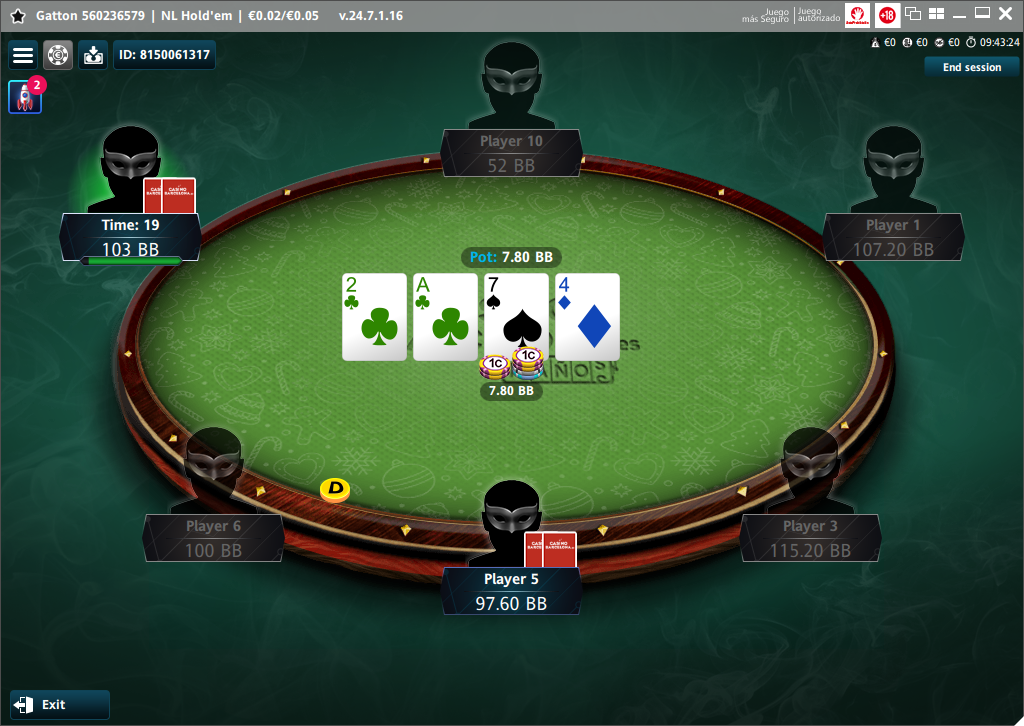 Gatton 560236579 | NL Hold'em | €0.02/€0.05 v.24.7.1.16
Juego más Seguro
Juego autorizado
+18
ID: 8150061317
€0 €0 €0 09:43:24
End session
2
Player 10
52 BB
Time: 19
103 BB
Player 1
107.20 BB
Pot: 7.80 BB
2 A 7 4
1C 1C
7.80 BB
D
Player 6
100 BB
CASINO
BARCELONA
Player 5
97.60 BB
Player 3
115.20 BB
Exit